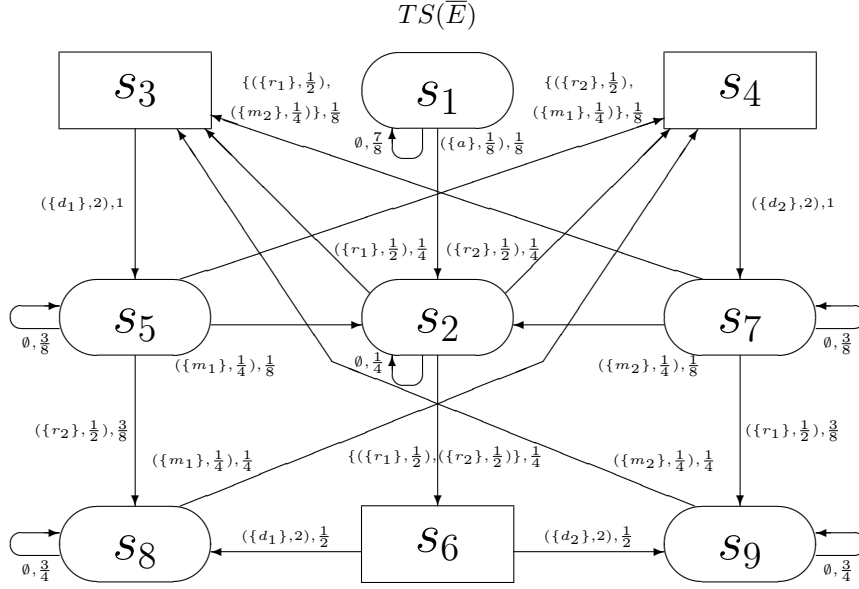 TS(E̅)
s₃
{({r₁},½),
({m₂},¼)},⅛
s₁
{({r₂},½),
({m₁},¼)},⅛
s₄
∅,⅞
({a},⅛),⅛
({d₁},2),1
({d₂},2),1
({r₁},½),¼
({r₂},½),¼
s₅
s₂
s₇
∅,⅜
({m₁},¼),⅛
∅,¼
({m₂},¼),⅛
∅,⅜
({r₂},½),⅜
({r₁},½),⅜
({m₁},¼),¼
{({r₁},½),({r₂},½)},¼
({m₂},¼),¼
s₈
({d₁},2),½
s₆
({d₂},2),½
s₉
∅,¾
∅,¾